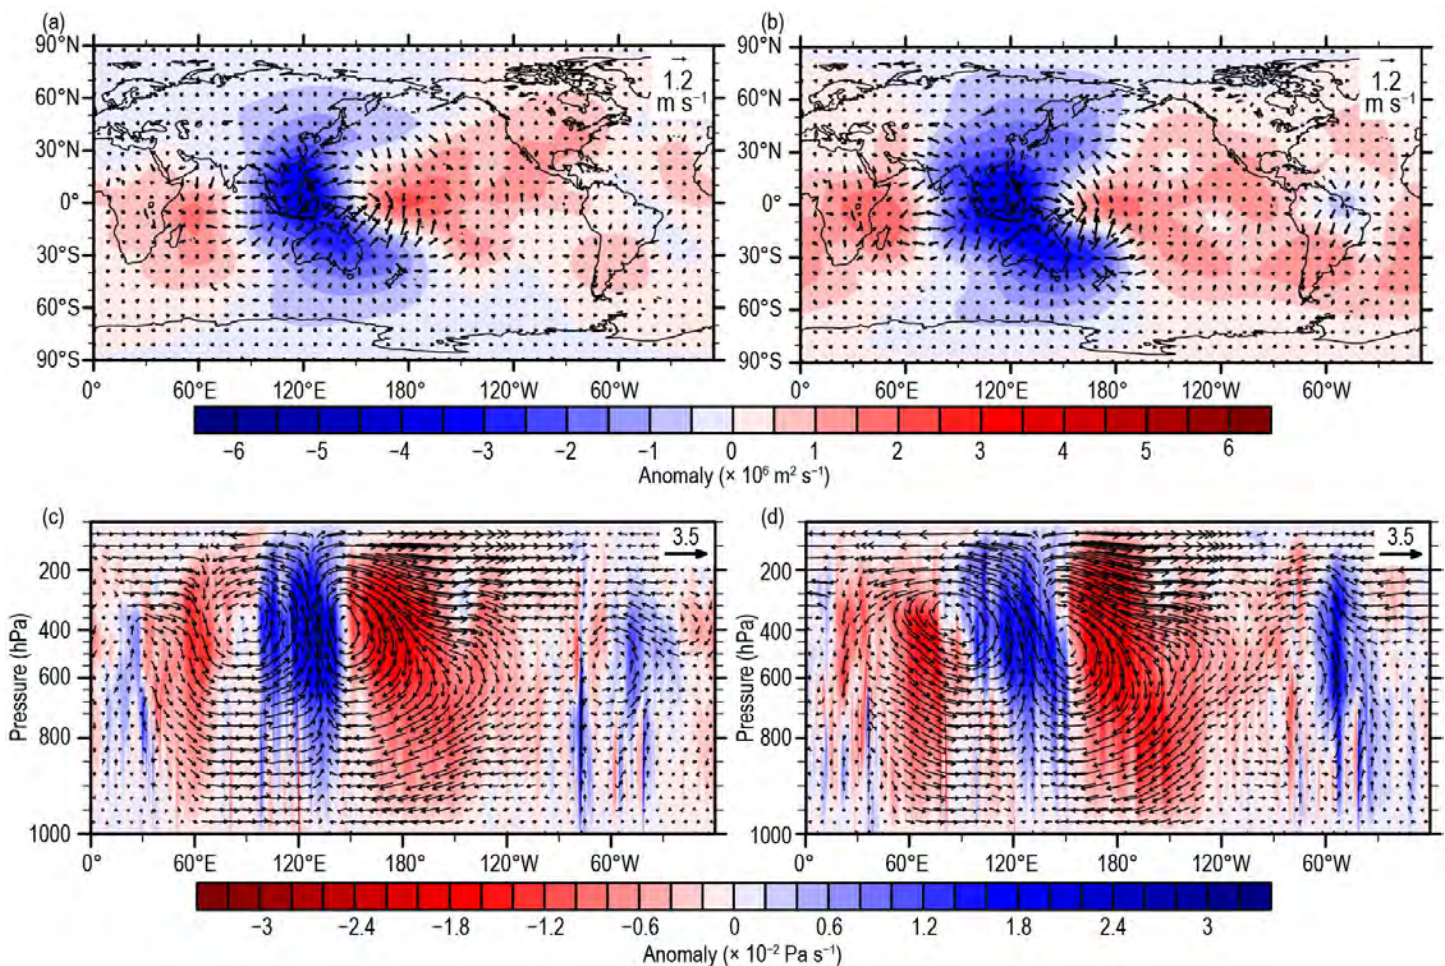 (a) (b)
90°N 90°N
60°N 60°N
30°N 30°N
0° 0°
30°S 30°S
60°S 60°S
90°S 90°S
1.2 1.2
m s⁻¹ m s⁻¹
0° 60°E 120°E 180° 120°W 60°W 0° 60°E 120°E 180° 120°W 60°W
−6 −5 −4 −3 −2 −1 0 1 2 3 4 5 6
Anomaly (× 10⁶ m² s⁻¹)
(c) (d)
3.5 3.5
200 200
400 400
600 600
800 800
1000 1000
Pressure (hPa) Pressure (hPa)
0° 60°E 120°E 180° 120°W 60°W 0° 60°E 120°E 180° 120°W 60°W
−3 −2.4 −1.8 −1.2 −0.6 0 0.6 1.2 1.8 2.4 3
Anomaly (× 10⁻² Pa s⁻¹)